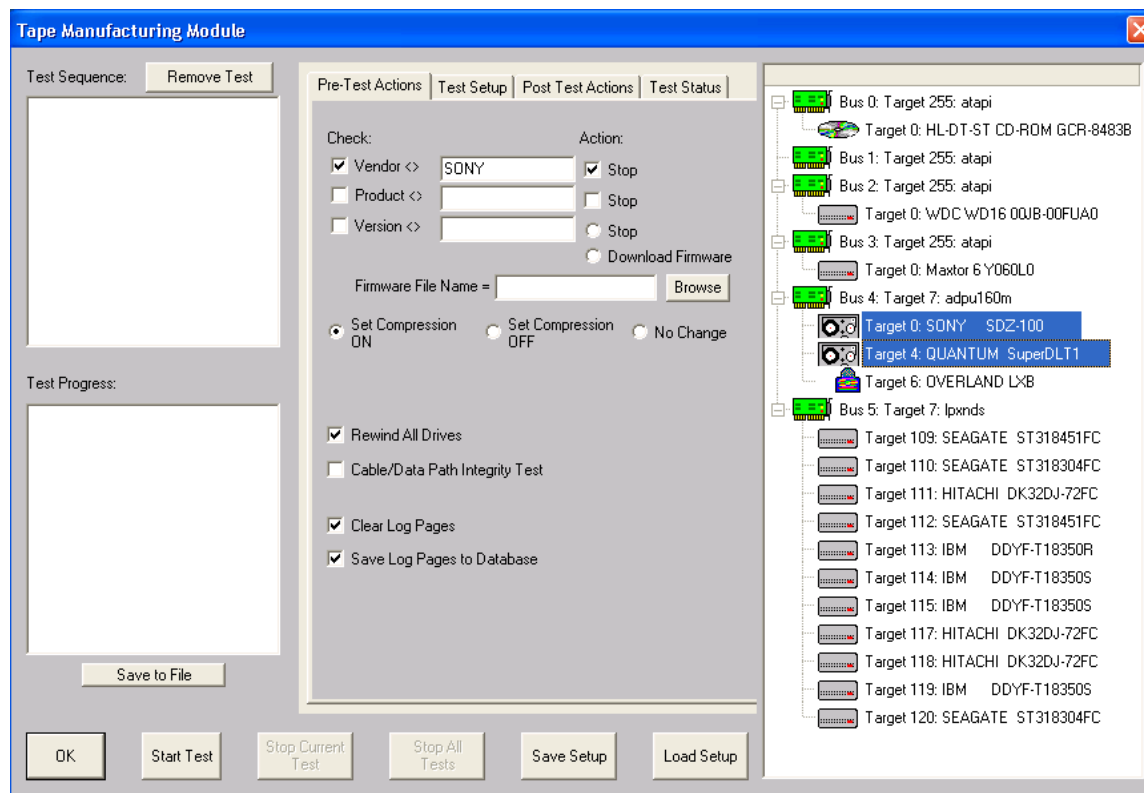 Tape Manufacturing Module
Test Sequence:
Remove Test
Test Progress:
Save to File
Pre-Test Actions
Test Setup
Post Test Actions
Test Status
Check:
Action:
Vendor <>
SONY
Stop
Product <>
Stop
Version <>
Stop
Download Firmware
Firmware File Name =
Browse
Set Compression
ON
Set Compression
OFF
No Change
Rewind All Drives
Cable/Data Path Integrity Test
Clear Log Pages
Save Log Pages to Database
Bus 0: Target 255: atapi
Target 0: HL-DT-ST CD-ROM GCR-8483B
Bus 1: Target 255: atapi
Bus 2: Target 255: atapi
Target 0: WDC WD16 00JB-00FUA0
Bus 3: Target 255: atapi
Target 0: Maxtor 6 Y060L0
Bus 4: Target 7: adpu160m
Target 0: SONY SDZ-100
Target 4: QUANTUM SuperDLT1
Target 6: OVERLAND LXB
Bus 5: Target 7: lpxnds
Target 109: SEAGATE ST318451FC
Target 110: SEAGATE ST318304FC
Target 111: HITACHI DK32DJ-72FC
Target 112: SEAGATE ST318451FC
Target 113: IBM DDYF-T18350R
Target 114: IBM DDYF-T18350S
Target 115: IBM DDYF-T18350S
Target 117: HITACHI DK32DJ-72FC
Target 118: HITACHI DK32DJ-72FC
Target 119: IBM DDYF-T18350S
Target 120: SEAGATE ST318304FC
OK
Start Test
Stop Current
Test
Stop All
Tests
Save Setup
Load Setup